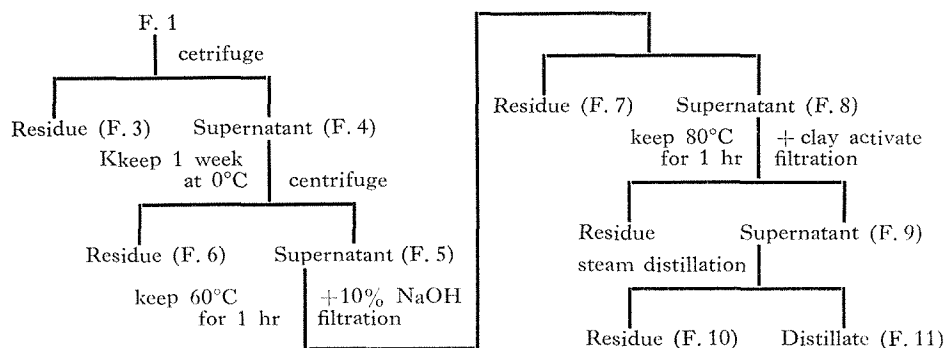 F. 1
cetrifuge
Residue (F. 3) Supernatant (F. 4)
Kkeep 1 week
at 0°C centrifuge
Residue (F. 6) Supernatant (F. 5)
keep 60°C +10% NaOH
for 1 hr filtration
Residue (F. 7) Supernatant (F. 8)
keep 80°C + clay activate
for 1 hr filtration
Residue Supernatant (F. 9)
steam distillation
Residue (F. 10) Distillate (F. 11)